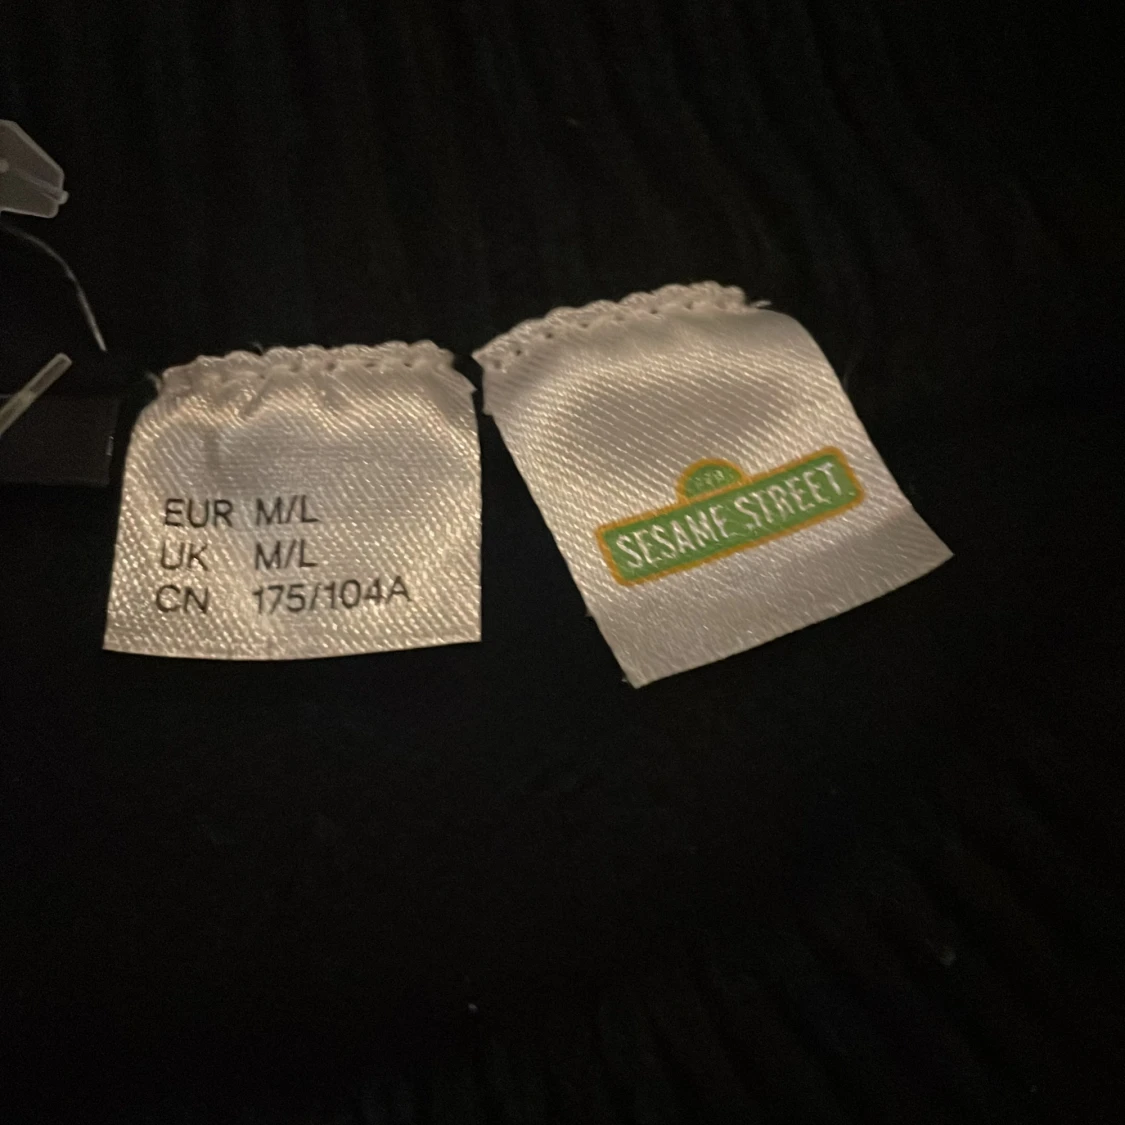 EUR M/L
UK M/L
CN 175/104A
SESAME STREET